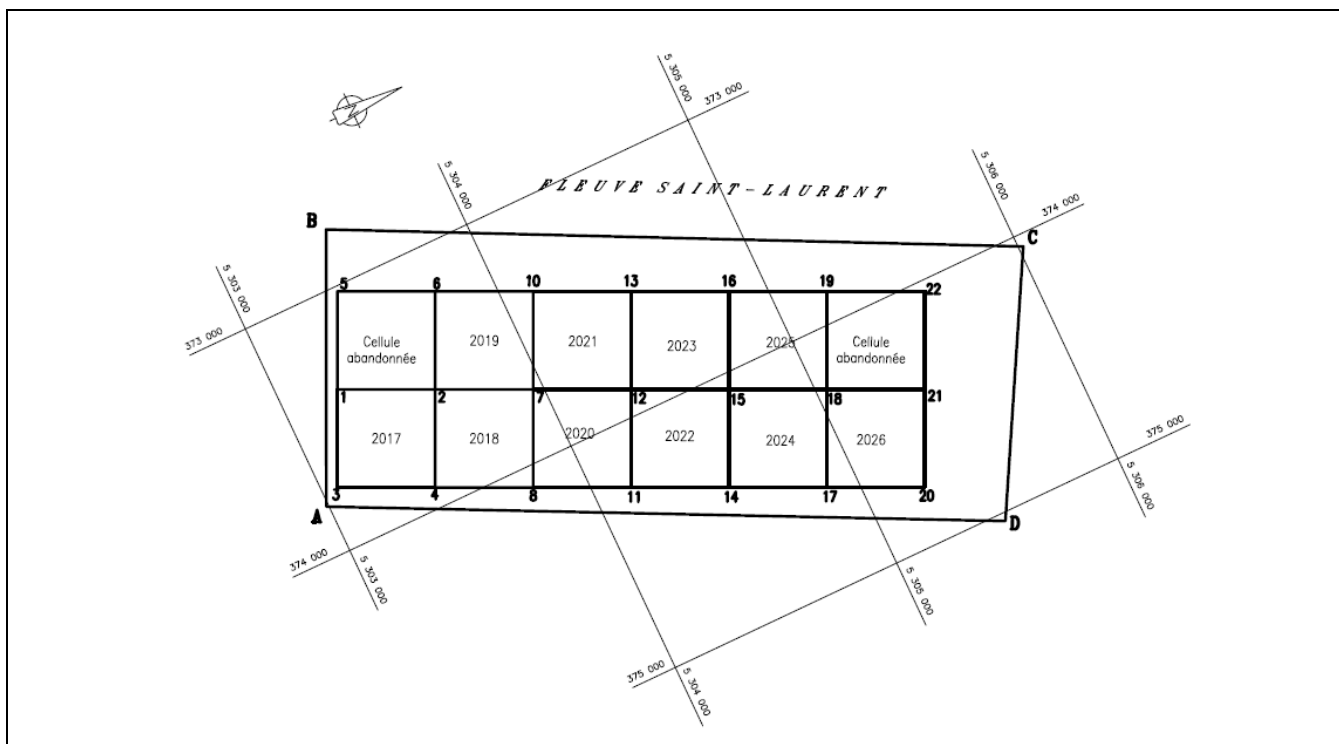 5 305 000
373 000
5 304 000
FLEUVE SAINT-LAURENT
5 306 000
374 000
B
C
5 303 000
5
6
10
13
16
19
22
373 000
Cellule
abandonnée
2019
2021
2023
2025
Cellule
abandonnée
1
2
7
12
15
18
21
2017
2018
2020
2022
2024
2026
375 000
3
4
8
11
14
17
20
A
D
5 306 000
374 000
5 303 000
5 305 000
375 000
5 304 000